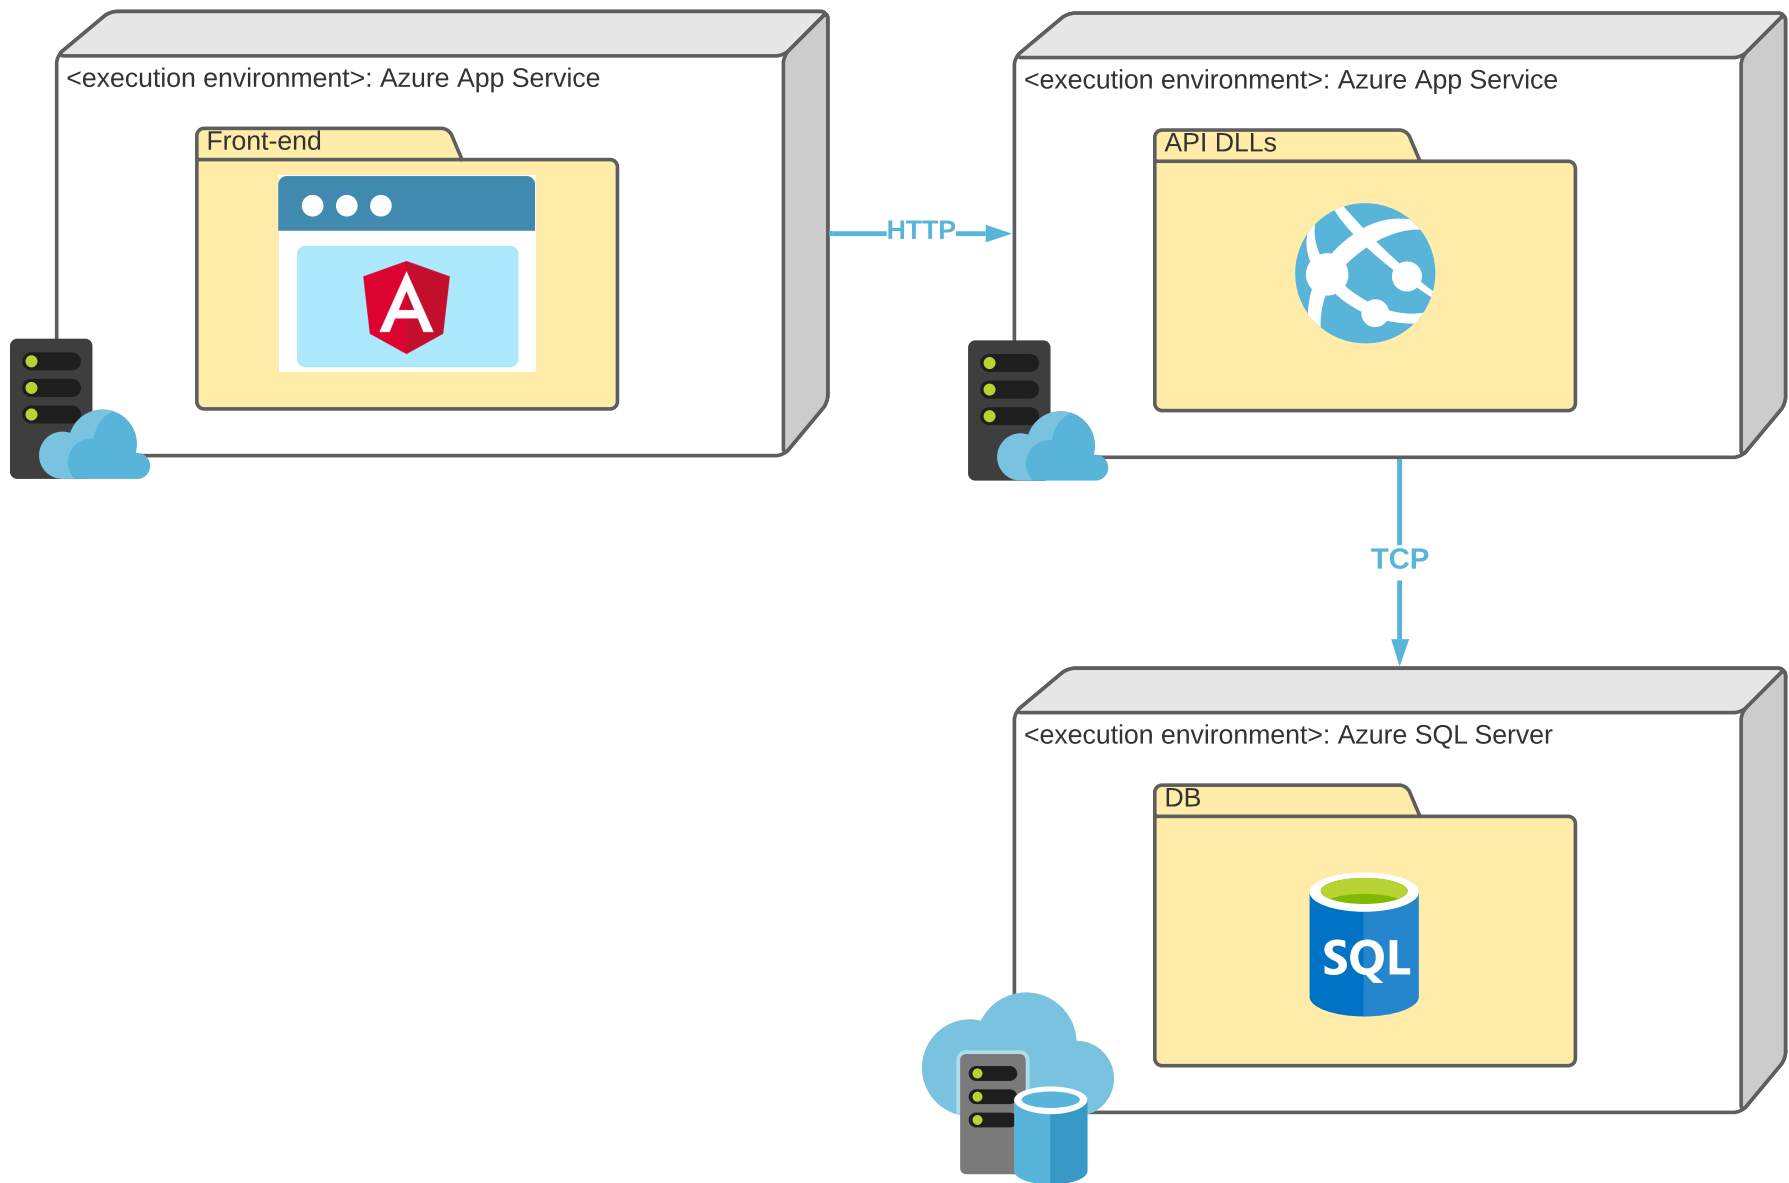 <execution environment>: Azure App Service
Front-end
A
HTTP
<execution environment>: Azure App Service
API DLLs
TCP
<execution environment>: Azure SQL Server
DB
SQL